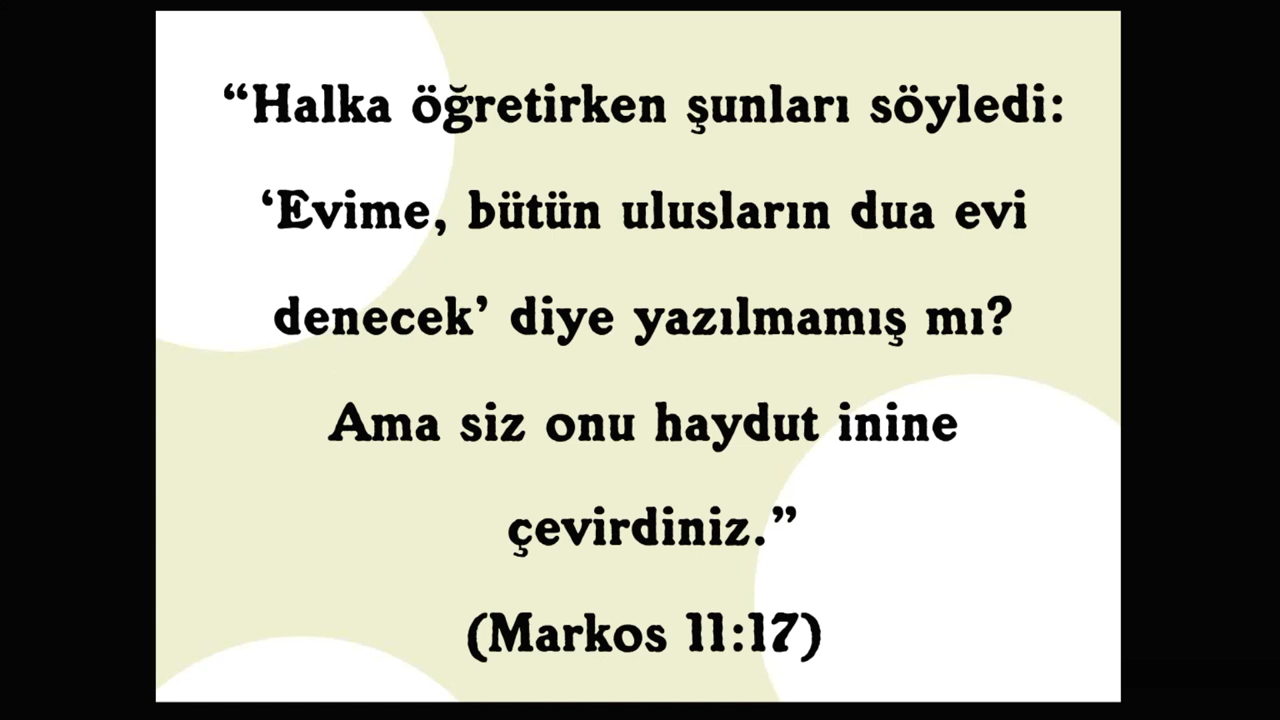 “Halka öğretirken şunları söyledi:
‘Evime, bütün ulusların dua evi
denecek’ diye yazılmamış mı?
Ama siz onu haydut inine
çevirdiniz.”
(Markos 11:17)